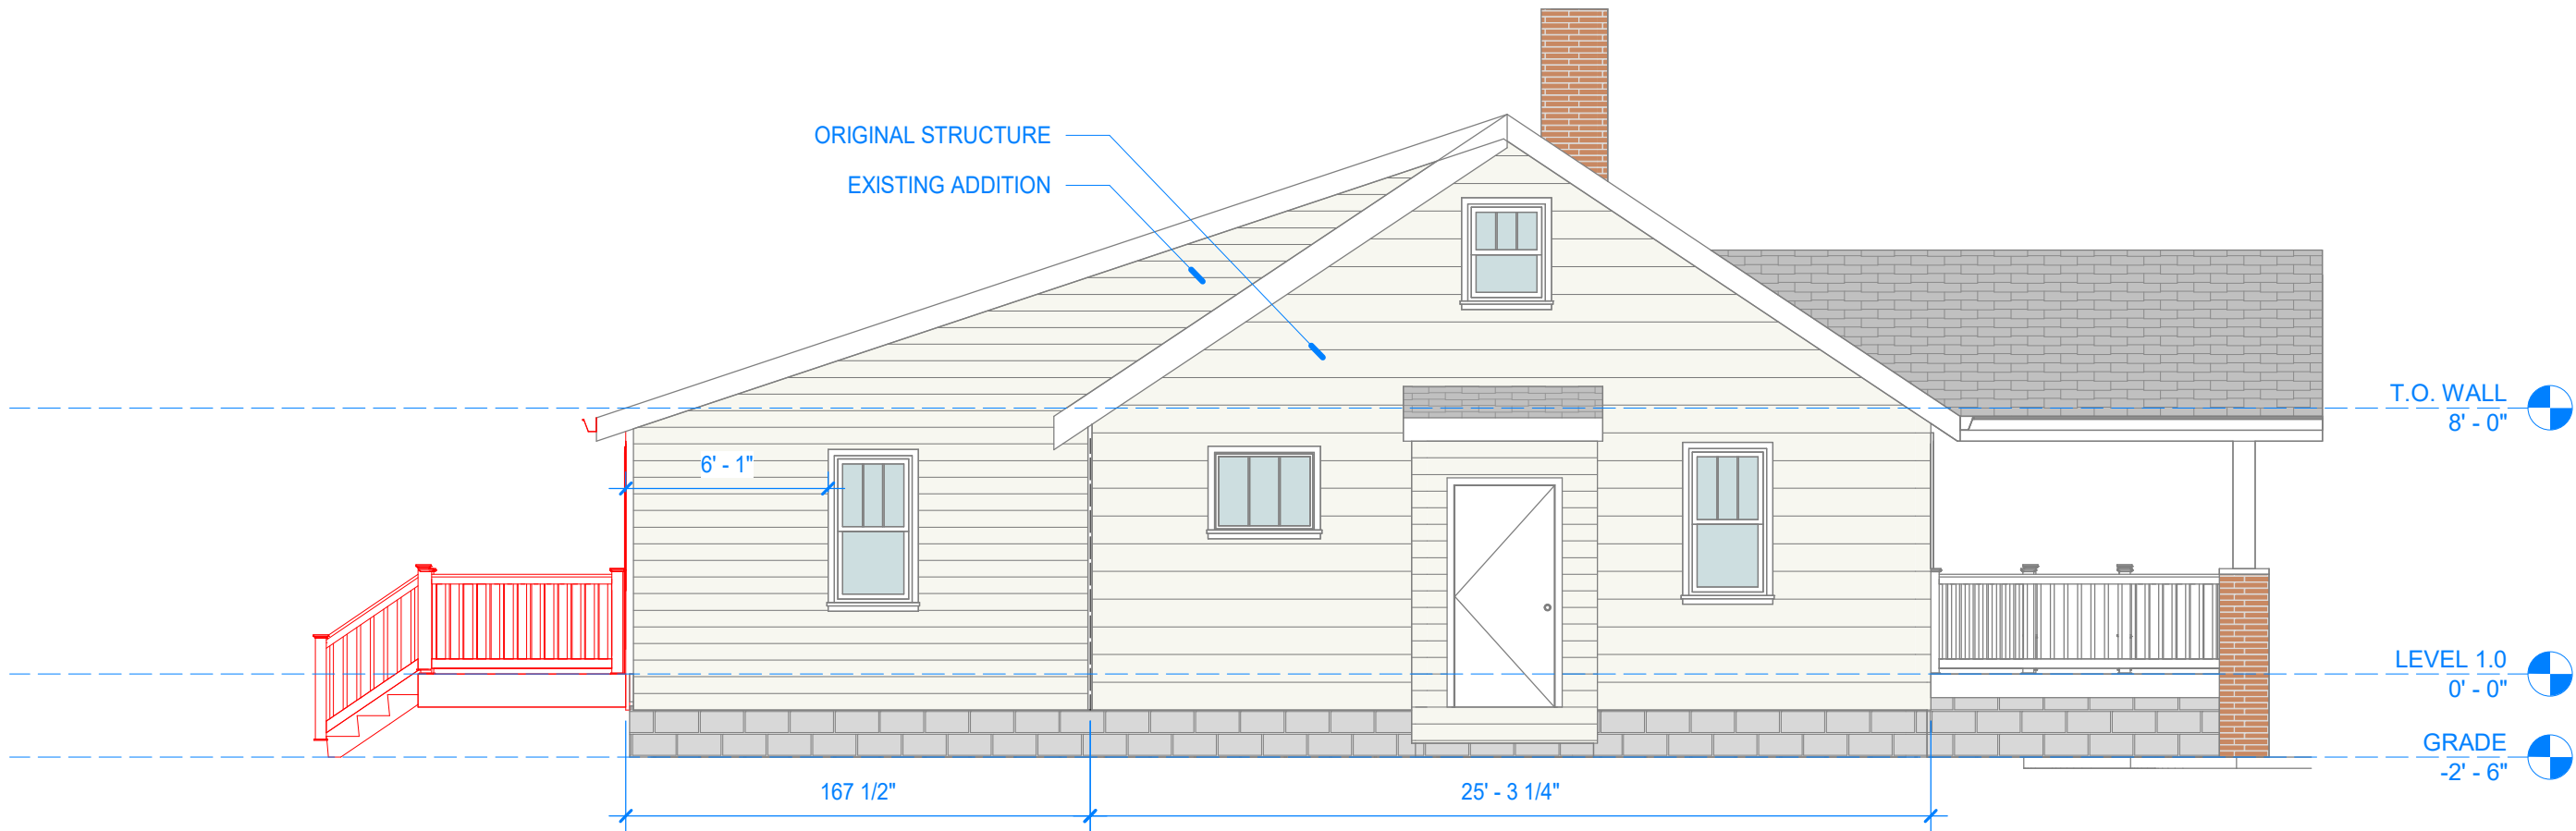 ORIGINAL STRUCTURE
EXISTING ADDITION
T.O. WALL
8' - 0"
6' - 1"
LEVEL 1.0
0' - 0"
GRADE
-2' - 6"
167 1/2"
25' - 3 1/4"